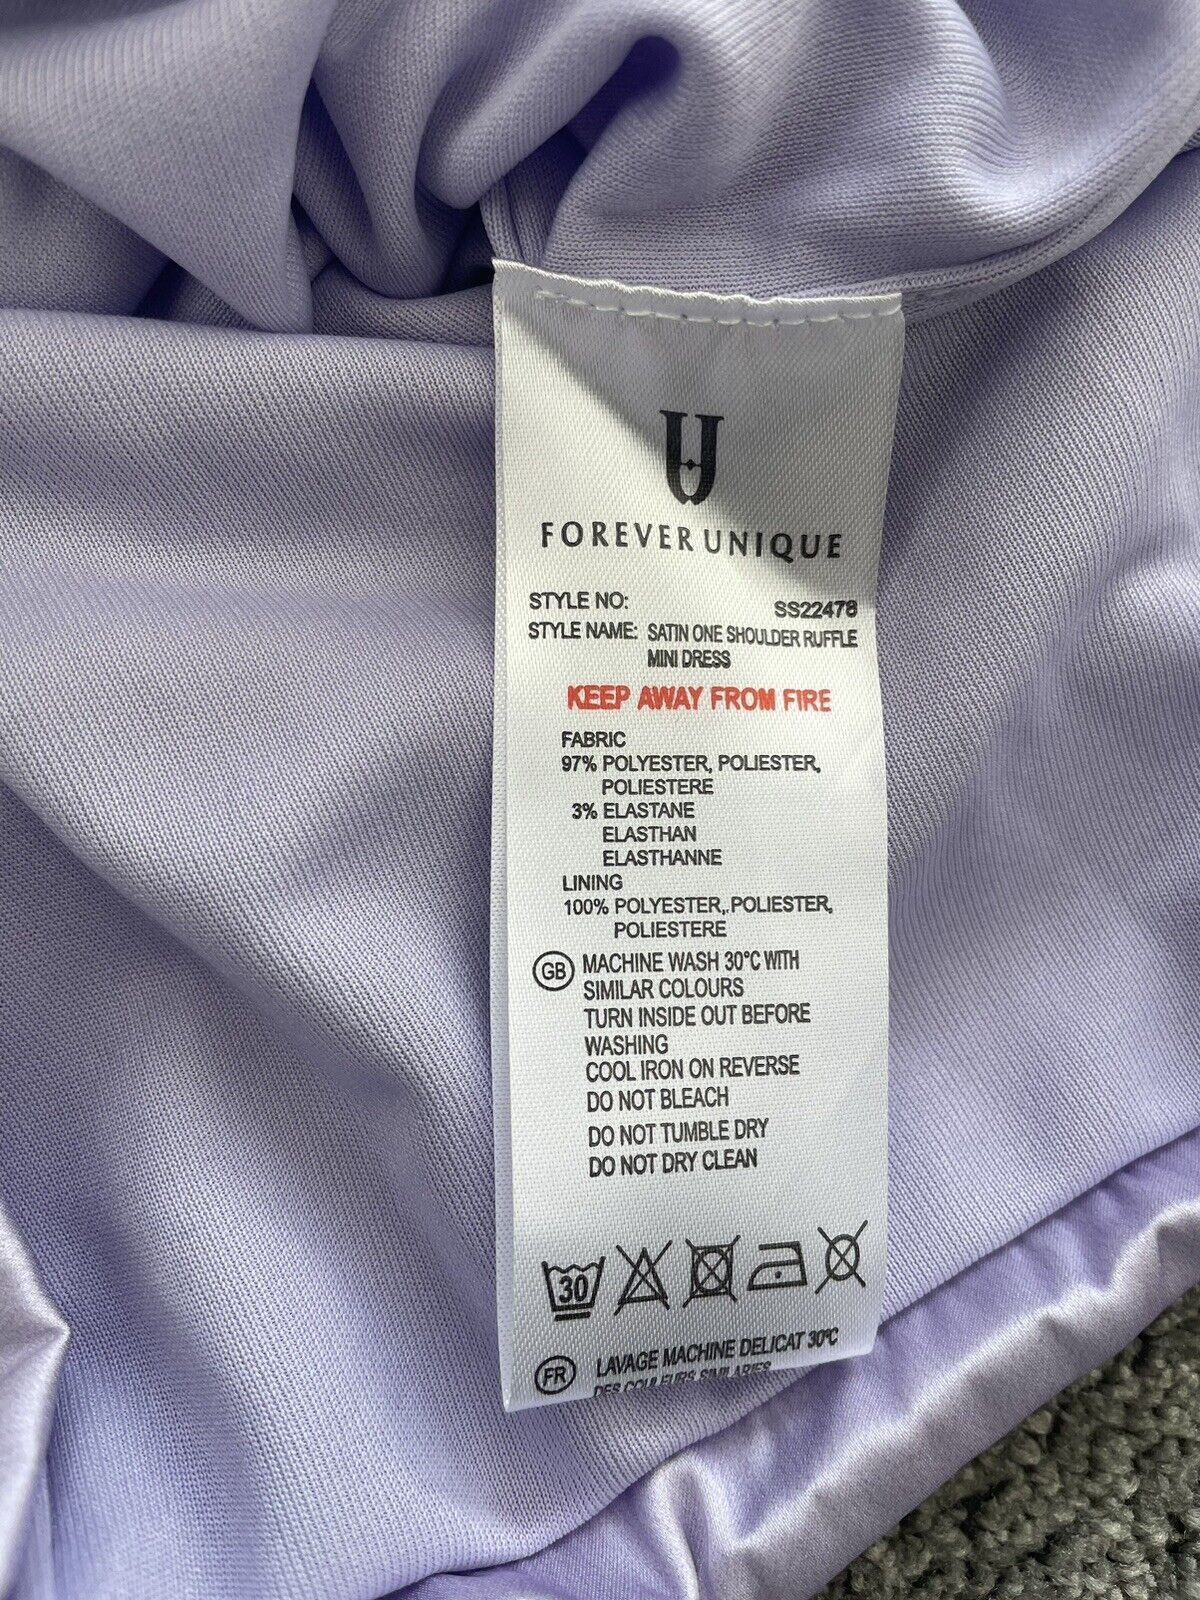 FOREVER UNIQUE
STYLE NO: SS22478
STYLE NAME: SATIN ONE SHOULDER RUFFLE
MINI DRESS
KEEP AWAY FROM FIRE
FABRIC
97% POLYESTER, POLIESTER,
POLIESTERE
3% ELASTANE
ELASTHAN
ELASTHANNE
LINING
100% POLYESTER,.POLIESTER,
POLIESTERE
GB MACHINE WASH 30°C WITH
SIMILAR COLOURS
TURN INSIDE OUT BEFORE
WASHING
COOL IRON ON REVERSE
DO NOT BLEACH
DO NOT TUMBLE DRY
DO NOT DRY CLEAN
30
FR LAVAGE MACHINE DELICAT 30°C
DES COULEURS SIMILARIES